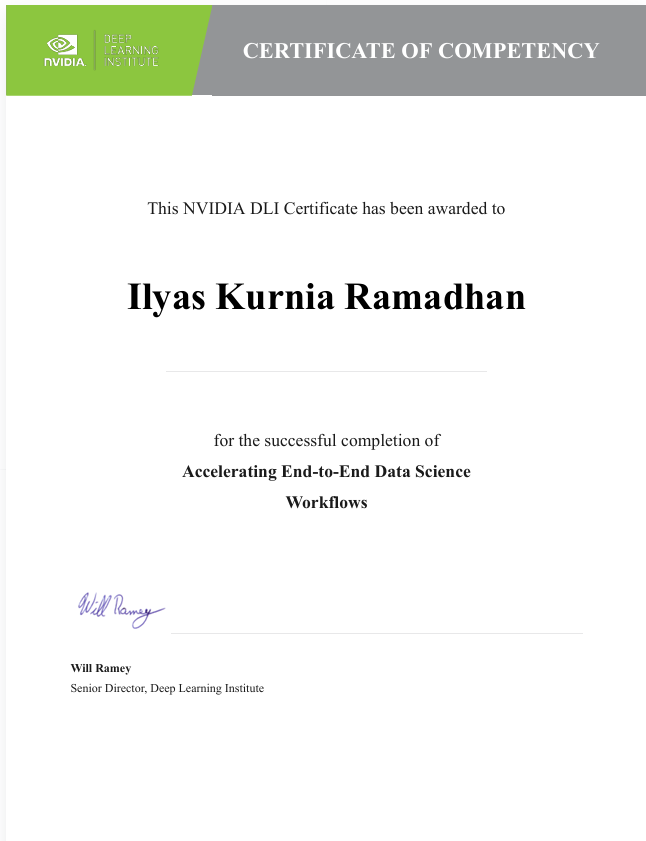 NVIDIA.
DEEP
LEARNING
INSTITUTE
CERTIFICATE OF COMPETENCY
This NVIDIA DLI Certificate has been awarded to
Ilyas Kurnia Ramadhan
for the successful completion of
Accelerating End-to-End Data Science
Workflows
Will Ramey
Will Ramey
Senior Director, Deep Learning Institute